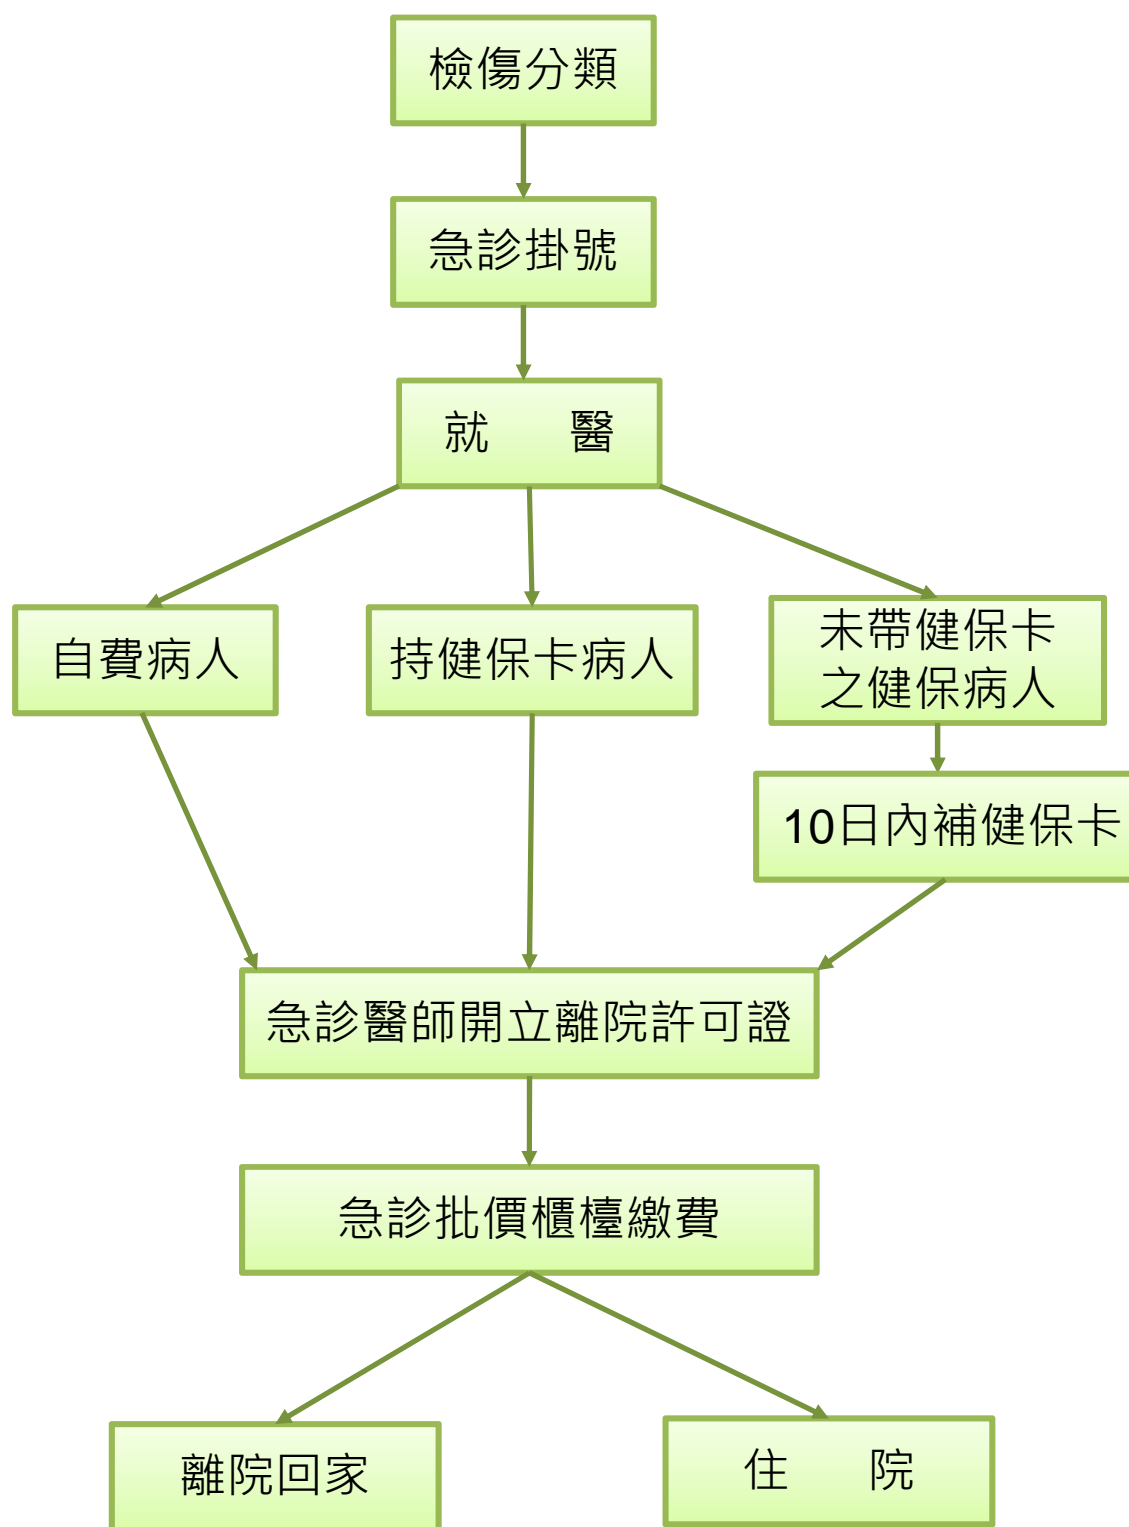 檢傷分類
急診掛號
就　　醫
自費病人
持健保卡病人
未帶健保卡
之健保病人
10日內補健保卡
急診醫師開立離院許可證
急診批價櫃檯繳費
離院回家
住　　院